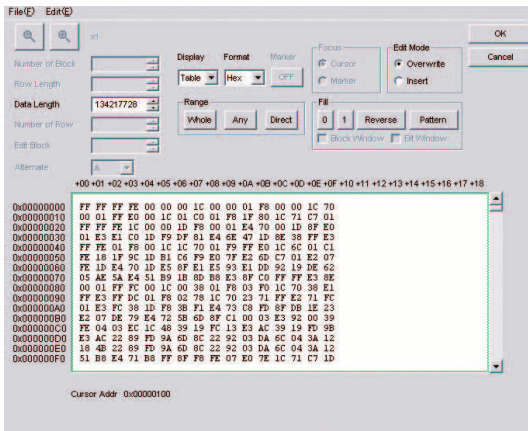 File(F) Edit(E)
x1
OK
Cancel
Number of Block
Row Length
Data Length 134217728
Number of Row
Edit Block
Alternate A
Display Format Marker
Table Hex OFF
Focus
Cursor
Marker
Edit Mode
Overwrite
Insert
Range
Whole Any Direct
Fill
0 1 Reverse Pattern
Block Window Bit Window
+00 +01 +02 +03 +04 +05 +06 +07 +08 +09 +0A +0B +0C +0D +0E +0F +10 +11 +12 +13 +14 +15 +16 +17 +18
0x00000000 FF FF FF FE 00 00 00 1C 00 00 01 F8 00 00 1C 70
0x00000010 00 01 FF E0 00 1C 01 C0 01 F8 1F 80 1C 71 C7 01
0x00000020 FF FF FE 1C 00 00 1D 80 00 01 E4 70 00 1D 8F E0
0x00000030 01 E3 E1 C0 1D F9 DF 81 E4 6E 47 1D 8E 38 FF E3
0x00000040 FF FE 01 F8 00 1C 1C 70 01 F9 FF E0 1C 6C 01 C1
0x00000050 FE 18 1F 9C 1D B1 C6 F9 E0 7F E2 6D C7 01 E2 07
0x00000060 FE 1D E4 70 1D E5 8F E1 E5 93 E1 DD 92 19 DE 62
0x00000070 05 AE 5A E4 51 B9 1B 8D B8 E3 8F C0 FF FF E3 8E
0x00000080 00 01 FF FC 00 1C 00 38 01 F8 03 F0 1C 70 38 E1
0x00000090 FF E3 FF DC 01 F8 02 78 1C 70 23 71 FF E2 71 FC
0x000000A0 01 E3 FC 38 1D F8 3B F1 E4 73 C8 FD 8F DB 1E 23
0x000000B0 E2 07 DE 79 E4 72 5B 6D 8F C1 00 03 E3 92 00 39
0x000000C0 FE 04 03 EC 1C 48 39 19 FC 13 E3 AC 39 19 FD 9B
0x000000D0 E3 AC 22 89 FD 9A 6D 8C 22 92 03 DA 6C 04 3A 12
0x000000E0 18 4B 22 89 FD 9A 6D 8C 22 92 03 DA 6C 04 3A 12
0x000000F0 51 B8 E4 71 B8 FF 8F F8 FE 07 E0 7E 1C 71 C7 1D
Cursor Addr 0x00000100